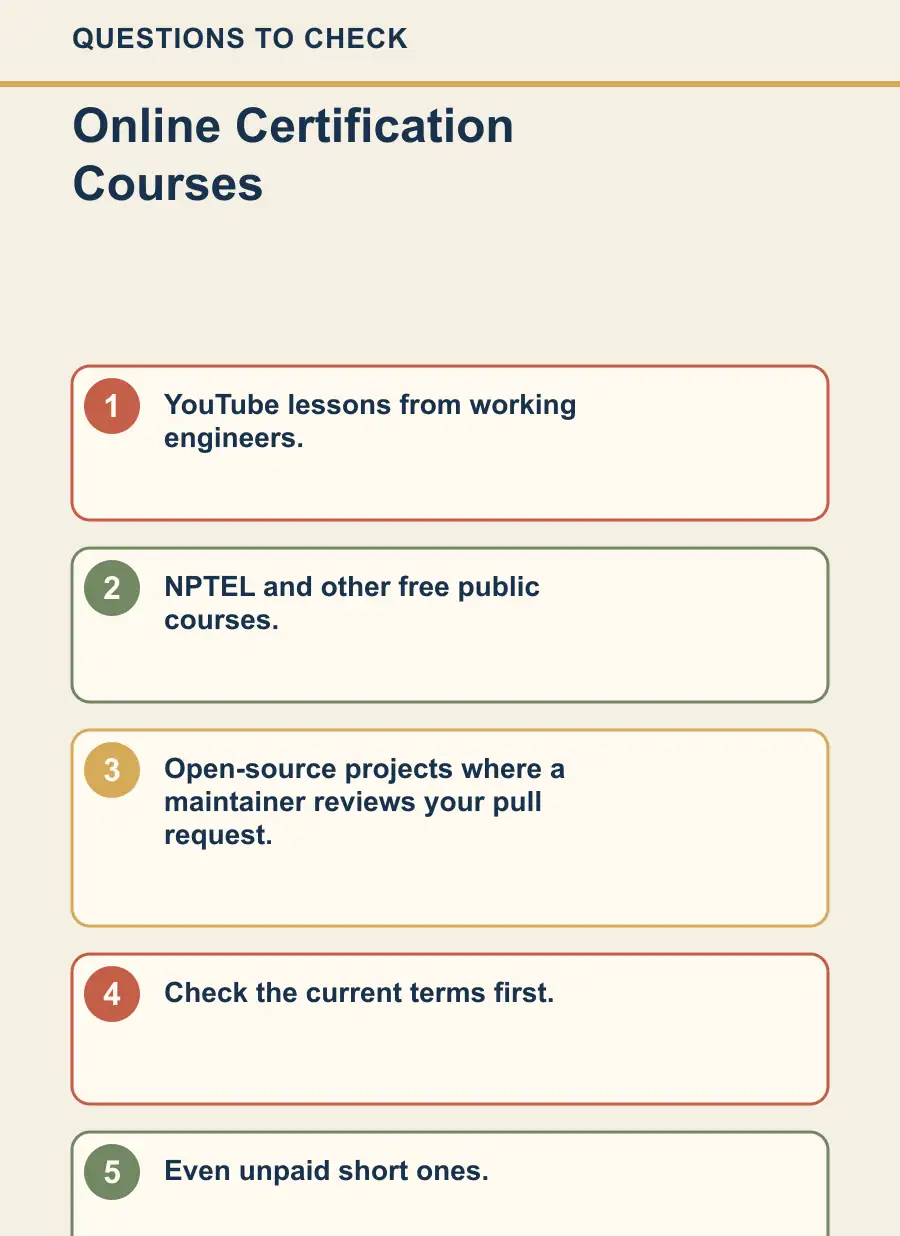 QUESTIONS TO CHECK
Online Certification
Courses
1
YouTube lessons from working
engineers.
2
NPTEL and other free public
courses.
3
Open-source projects where a
maintainer reviews your pull
request.
4
Check the current terms first.
5
Even unpaid short ones.